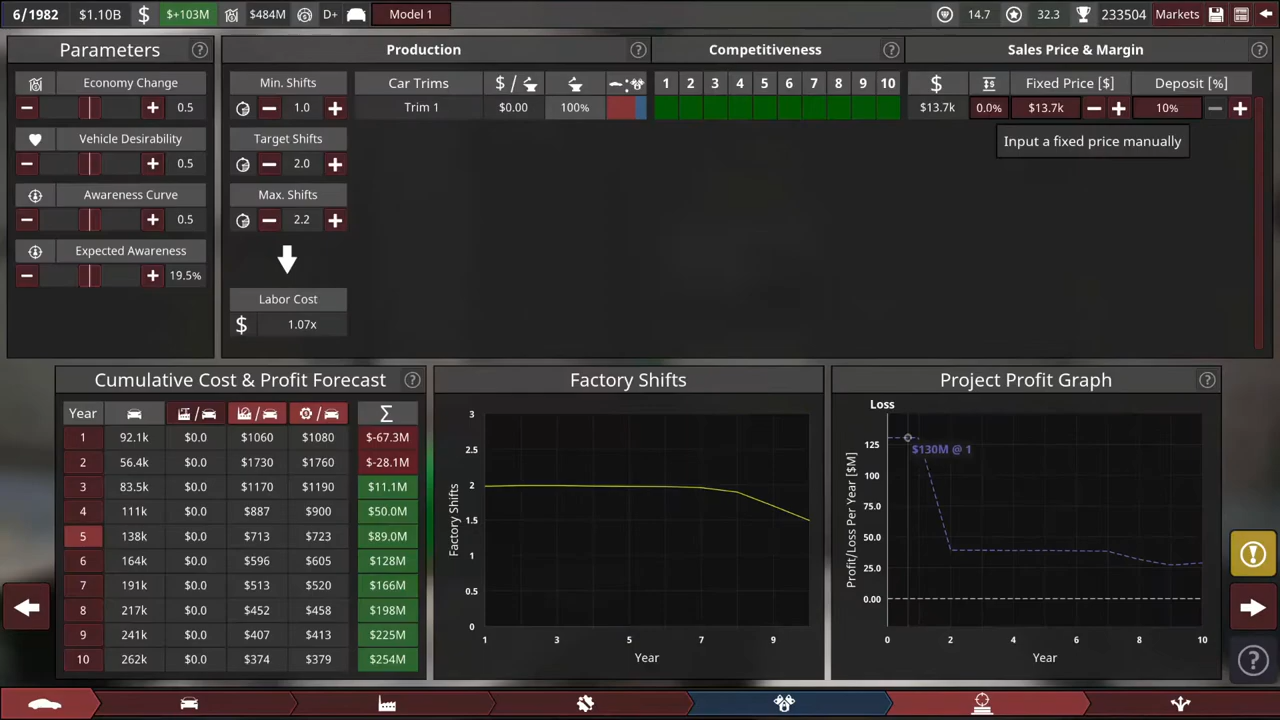 6/1982 $1.10B $+103M $484M D+ Model 1 14.7 32.3 233504 Markets
Parameters
Economy Change
0.5
Vehicle Desirability
0.5
Awareness Curve
0.5
Expected Awareness
19.5%
Production
Min. Shifts
1.0
Target Shifts
2.0
Max. Shifts
2.2
Labor Cost
$ 1.07x
Car Trims $ /
Trim 1 $0.00 100%
Competitiveness
1 2 3 4 5 6 7 8 9 10
Sales Price & Margin
$ Fixed Price [$] Deposit [%]
$13.7k 0.0% $13.7k 10%
Input a fixed price manually
Cumulative Cost & Profit Forecast
Year Σ
1 92.1k $0.0 $1060 $1080 $-67.3M
2 56.4k $0.0 $1730 $1760 $-28.1M
3 83.5k $0.0 $1170 $1190 $11.1M
4 111k $0.0 $887 $900 $50.0M
5 138k $0.0 $713 $723 $89.0M
6 164k $0.0 $596 $605 $128M
7 191k $0.0 $513 $520 $166M
8 217k $0.0 $452 $458 $198M
9 241k $0.0 $407 $413 $225M
10 262k $0.0 $374 $379 $254M
Factory Shifts
Factory Shifts
3
2.5
2
1.5
1
0.5
0
1 3 5 7 9
Year
Project Profit Graph
Loss
Profit/Loss Per Year [$M]
125
100
75.0
50.0
25.0
0.00
$130M @ 1
0 2 4 6 8 10
Year